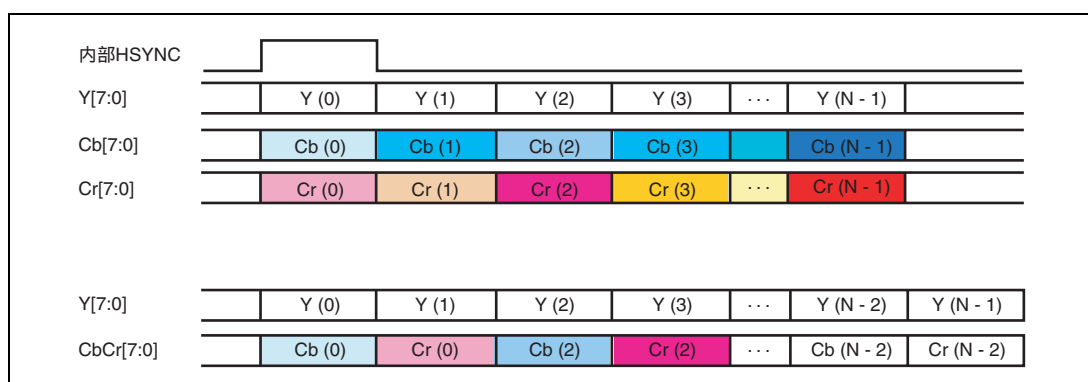 内部HSYNC
Y[7:0] Y (0) Y (1) Y (2) Y (3) ··· Y (N - 1)
Cb[7:0] Cb (0) Cb (1) Cb (2) Cb (3) Cb (N - 1)
Cr[7:0] Cr (0) Cr (1) Cr (2) Cr (3) ··· Cr (N - 1)
Y[7:0] Y (0) Y (1) Y (2) Y (3) ··· Y (N - 2) Y (N - 1)
CbCr[7:0] Cb (0) Cr (0) Cb (2) Cr (2) ··· Cb (N - 2) Cr (N - 2)